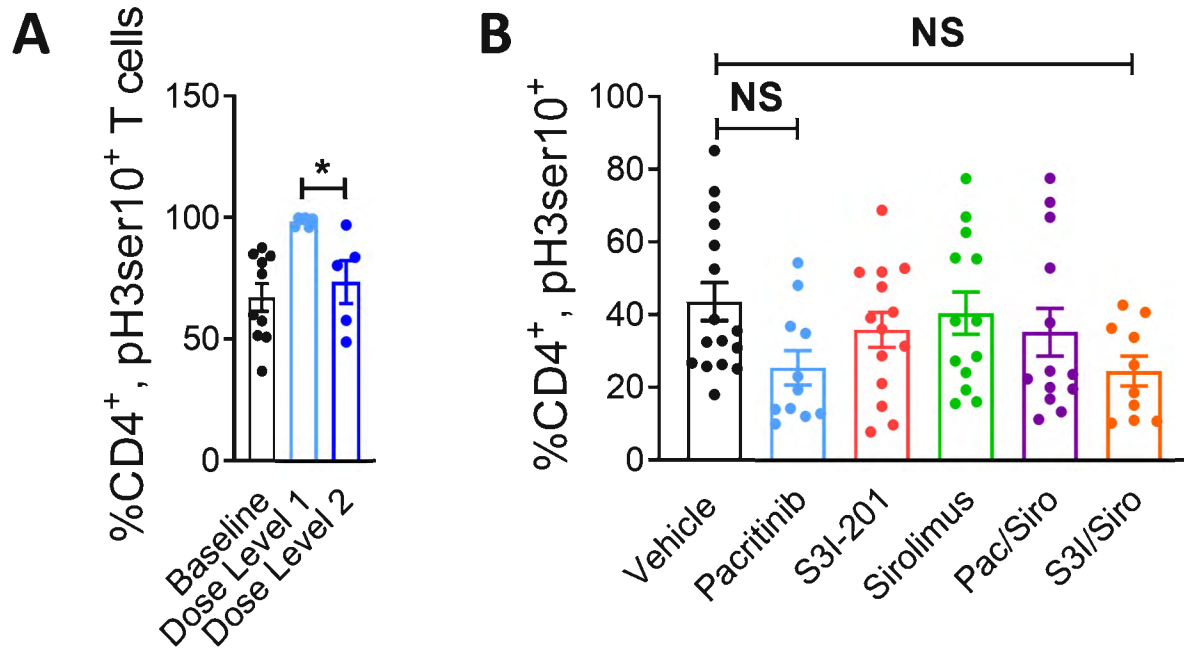 A
%CD4⁺, pH3ser10⁺ T cells
150
100
50
0
*
Baseline
Dose Level 1
Dose Level 2
B
%CD4⁺, pH3ser10⁺
100
80
60
40
20
0
NS
NS
Vehicle
Pacritinib
S3I-201
Sirolimus
Pac/Siro
S3I/Siro